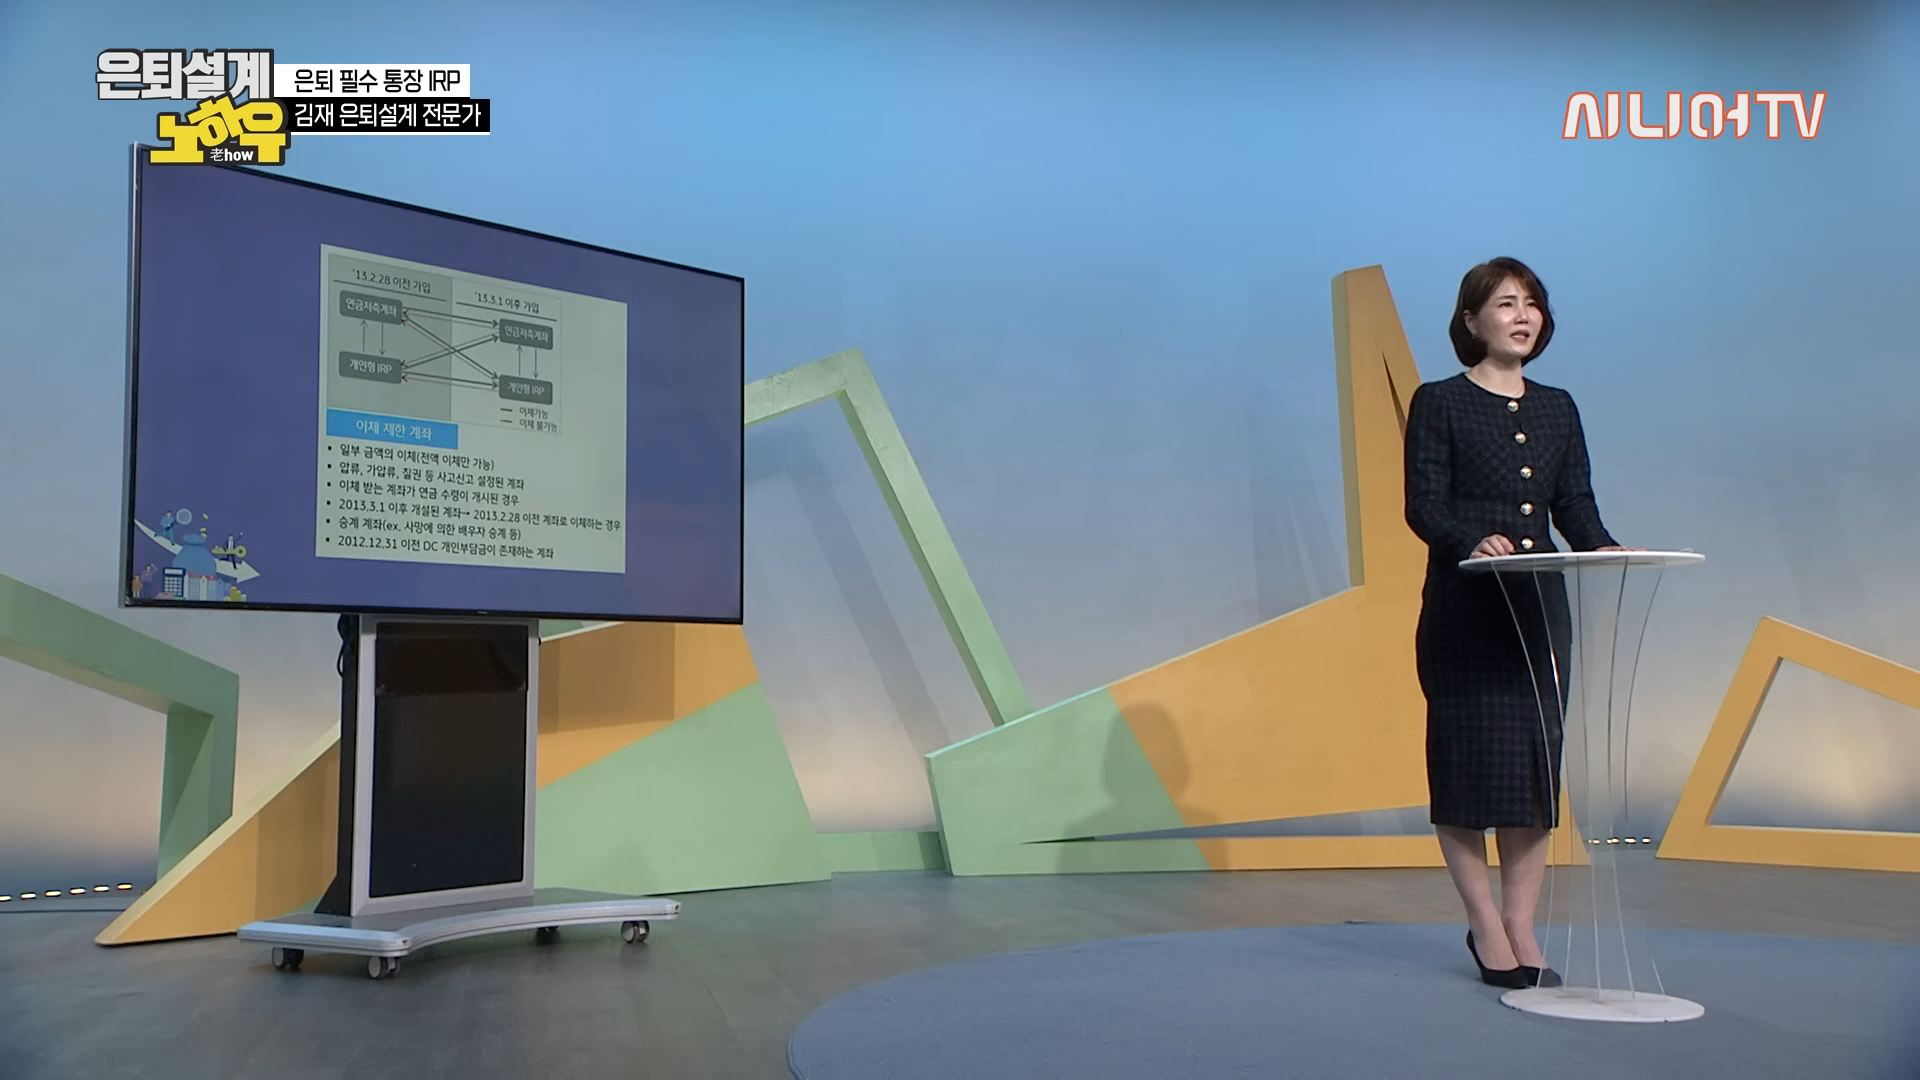 은퇴설계
노하우
老how
은퇴 필수 통장 IRP
김재 은퇴설계 전문가
시니어TV
'13.2.28 이전 가입
'13.3.1 이후 가입
연금저축계좌
연금저축계좌
개인형 IRP
개인형 IRP
이체가능
이체 불가능
이체 제한 계좌
▪ 일부 금액의 이체(전액 이체만 가능)
▪ 압류, 가압류, 질권 등 사고신고 설정된 계좌
▪ 이체 받는 계좌가 연금 수령이 개시된 경우
▪ 2013.3.1 이후 개설된 계좌→ 2013.2.28 이전 계좌로 이체하는 경우
▪ 승계 계좌(ex. 사망에 의한 배우자 승계 등)
▪ 2012.12.31 이전 DC 개인부담금이 존재하는 계좌